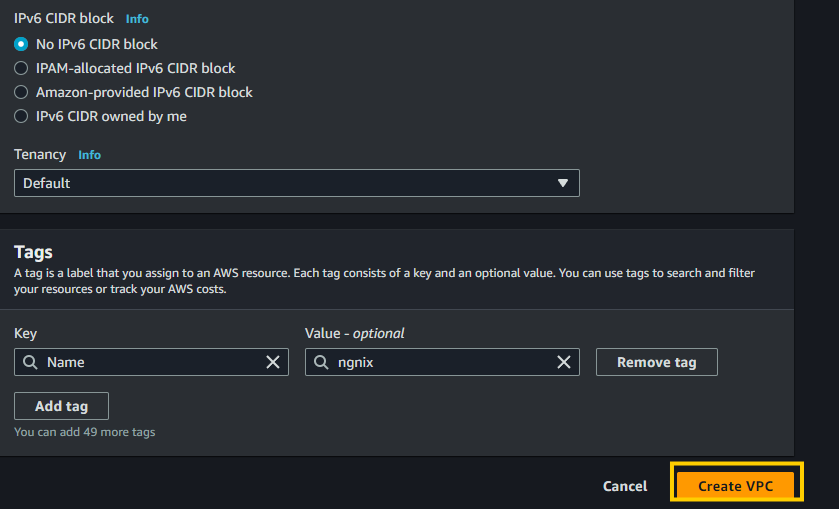 IPv6 CIDR block Info
No IPv6 CIDR block
IPAM-allocated IPv6 CIDR block
Amazon-provided IPv6 CIDR block
IPv6 CIDR owned by me
Tenancy Info
Default
Tags
A tag is a label that you assign to an AWS resource. Each tag consists of a key and an optional value. You can use tags to search and filter
your resources or track your AWS costs.
Key Value - optional
Name ngnix Remove tag
Add tag
You can add 49 more tags
Cancel Create VPC